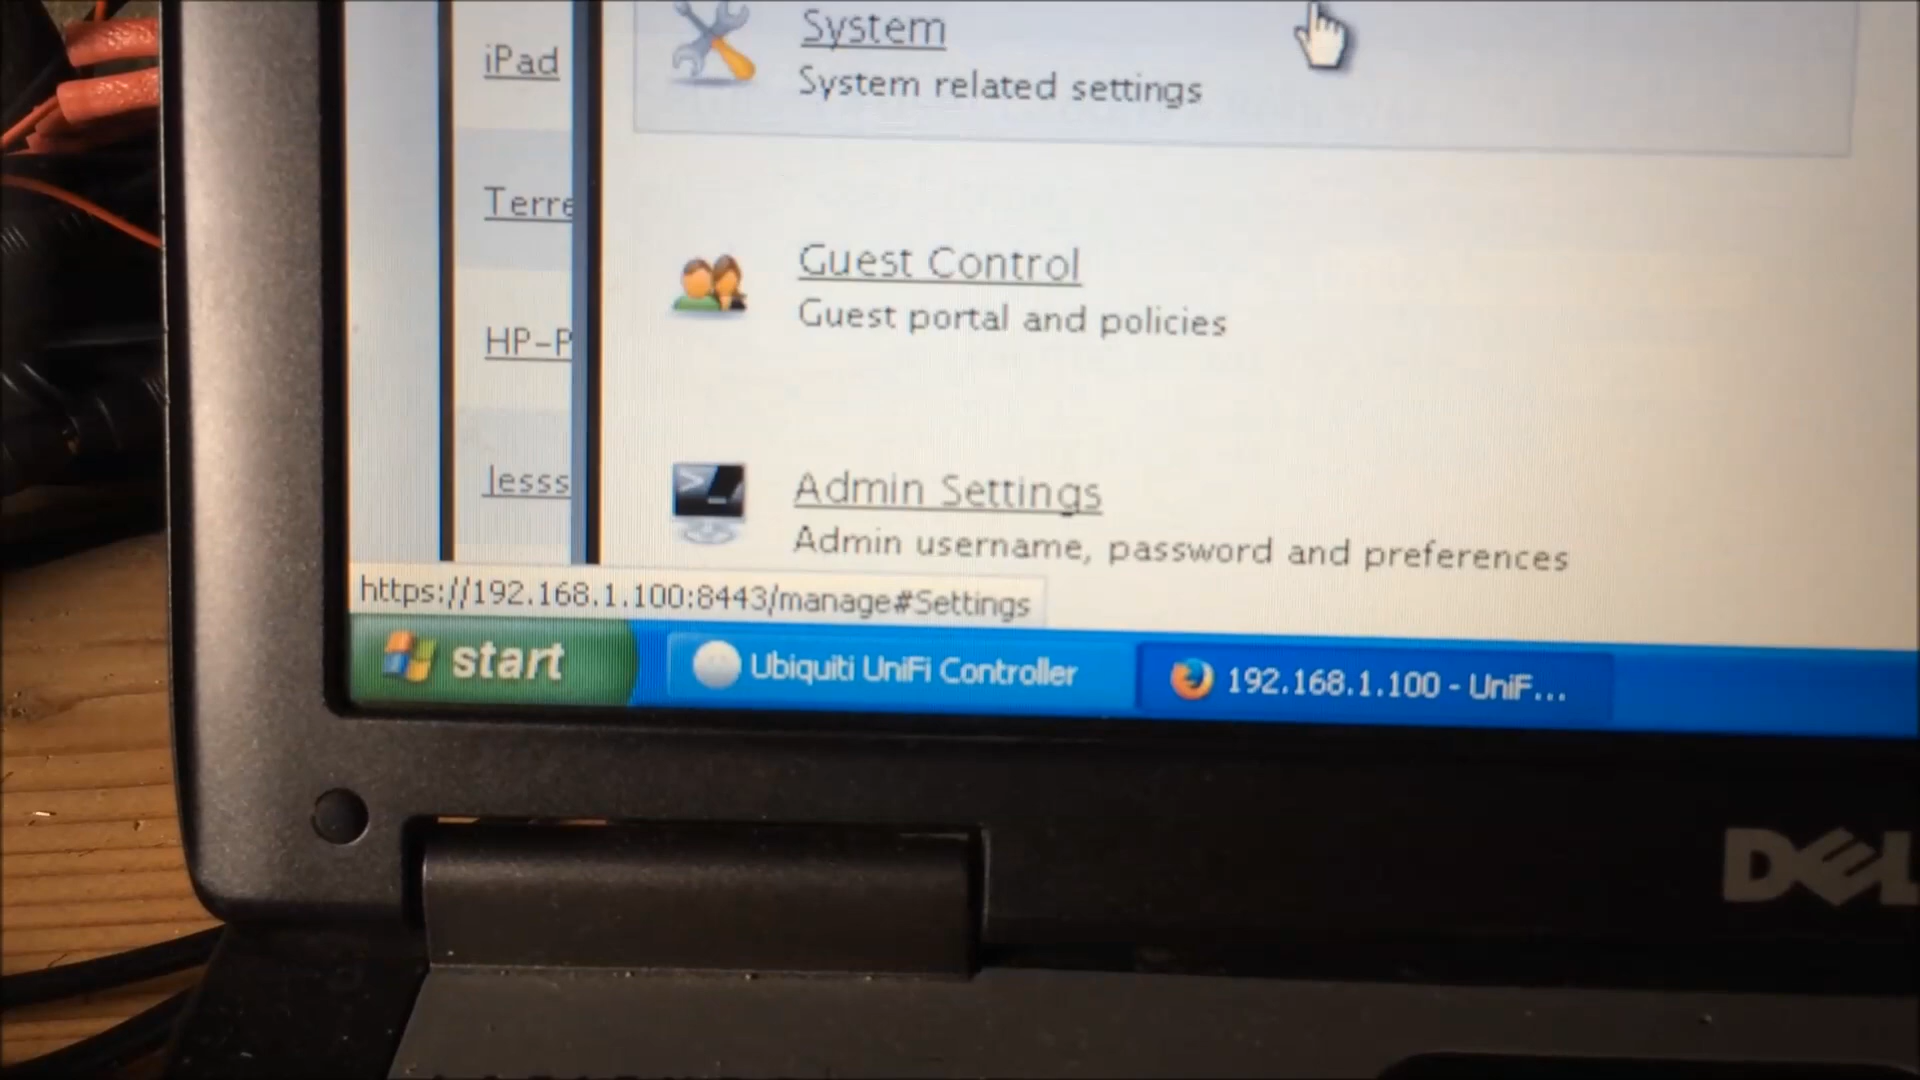 System
System related settings
iPad
Terre
Guest Control
Guest portal and policies
HP-P
Jesss
Admin Settings
Admin username, password and preferences
https://192.168.1.100:8443/manage#Settings
start
Ubiquiti UniFi Controller
192.168.1.100 - UniF...
DELL